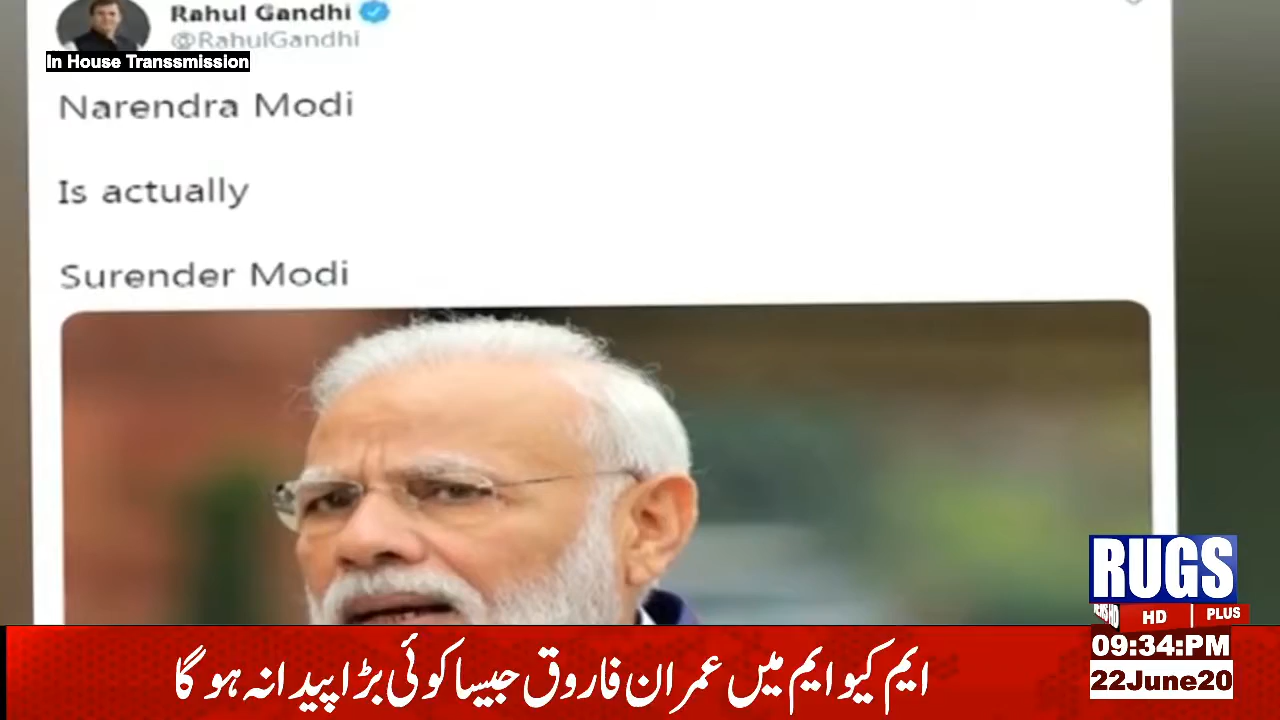 Rahul Gandhi
@RahulGandhi
In House Transsmission
Narendra Modi
Is actually
Surender Modi
RUGS
HD | PLUS
ایم کیو ایم میں عمران فاروق جیسا کوئی بڑا پیدا نہ ہو گا
09:34:PM
22June20